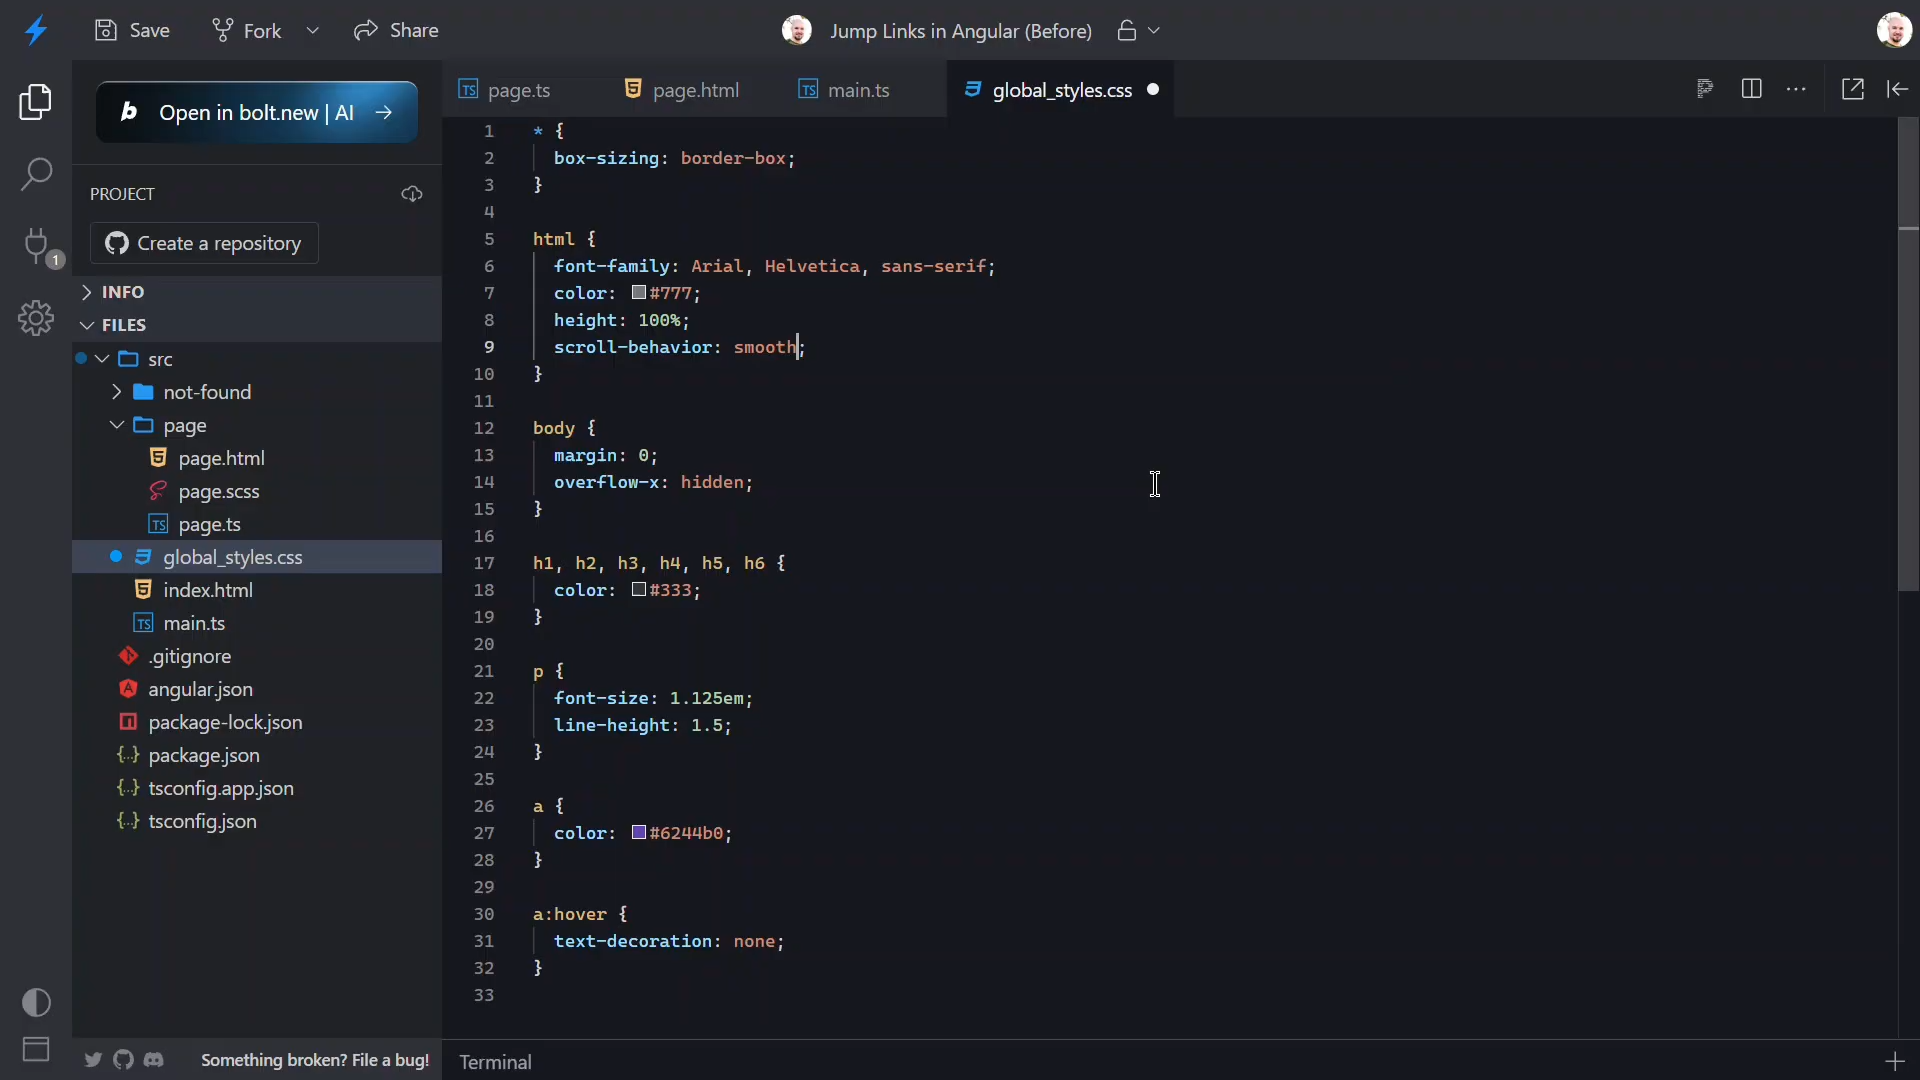 Save
Fork
Share
Jump Links in Angular (Before)
b Open in bolt.new | AI
PROJECT
Create a repository
1
INFO
FILES
src
not-found
page
page.html
page.scss
TS page.ts
global_styles.css
index.html
TS main.ts
.gitignore
angular.json
package-lock.json
{..} package.json
{..} tsconfig.app.json
{..} tsconfig.json
Something broken? File a bug!
TS page.ts
page.html
TS main.ts
global_styles.css
1 * {
2 box-sizing: border-box;
3 }
4
5 html {
6 font-family: Arial, Helvetica, sans-serif;
7 color: #777;
8 height: 100%;
9 scroll-behavior: smooth;
10 }
11
12 body {
13 margin: 0;
14 overflow-x: hidden;
15 }
16
17 h1, h2, h3, h4, h5, h6 {
18 color: #333;
19 }
20
21 p {
22 font-size: 1.125em;
23 line-height: 1.5;
24 }
25
26 a {
27 color: #6244b0;
28 }
29
30 a:hover {
31 text-decoration: none;
32 }
33
Terminal